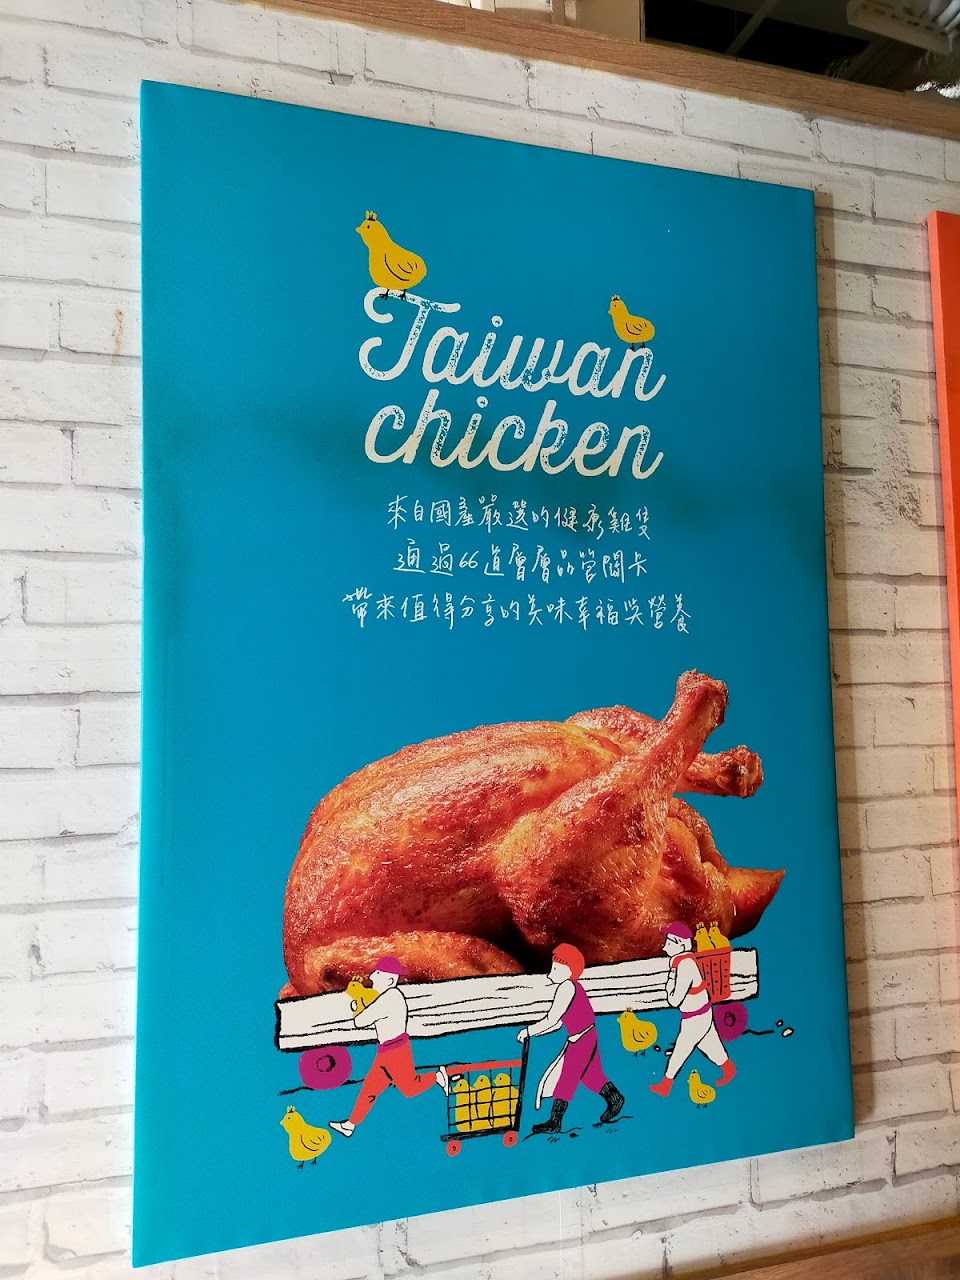 Taiwan
chicken
來自國產嚴選的健康雞隻
通過66道層層品管關卡
帶來值得分享的美味幸福與營養